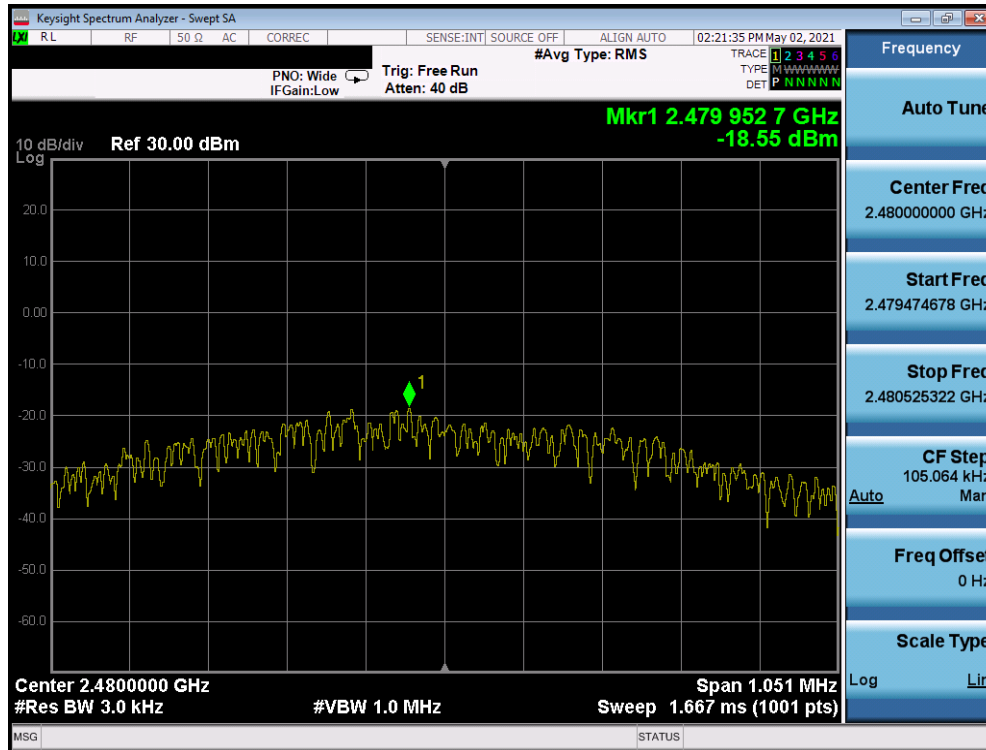 Keysight Spectrum Analyzer - Swept SA
LXI RL RF 50 Ω AC CORREC SENSE:INT SOURCE OFF ALIGN AUTO 02:21:35 PM May 02, 2021
#Avg Type: RMS
TRACE 1 2 3 4 5 6
PNO: Wide Trig: Free Run
TYPE M W W W W W
IFGain:Low Atten: 40 dB
DET P N N N N N
Mkr1 2.479 952 7 GHz
-18.55 dBm
10 dB/div Ref 30.00 dBm
Log
20.0
10.0
0.00
-10.0
1
-20.0
-30.0
-40.0
-50.0
-60.0
Center 2.4800000 GHz Span 1.051 MHz
#Res BW 3.0 kHz #VBW 1.0 MHz Sweep 1.667 ms (1001 pts)
MSG STATUS
Frequency
Auto Tune
Center Freq
2.480000000 GHz
Start Freq
2.479474678 GHz
Stop Freq
2.480525322 GHz
CF Step
105.064 kHz
Auto Man
Freq Offset
0 Hz
Scale Type
Log Lin